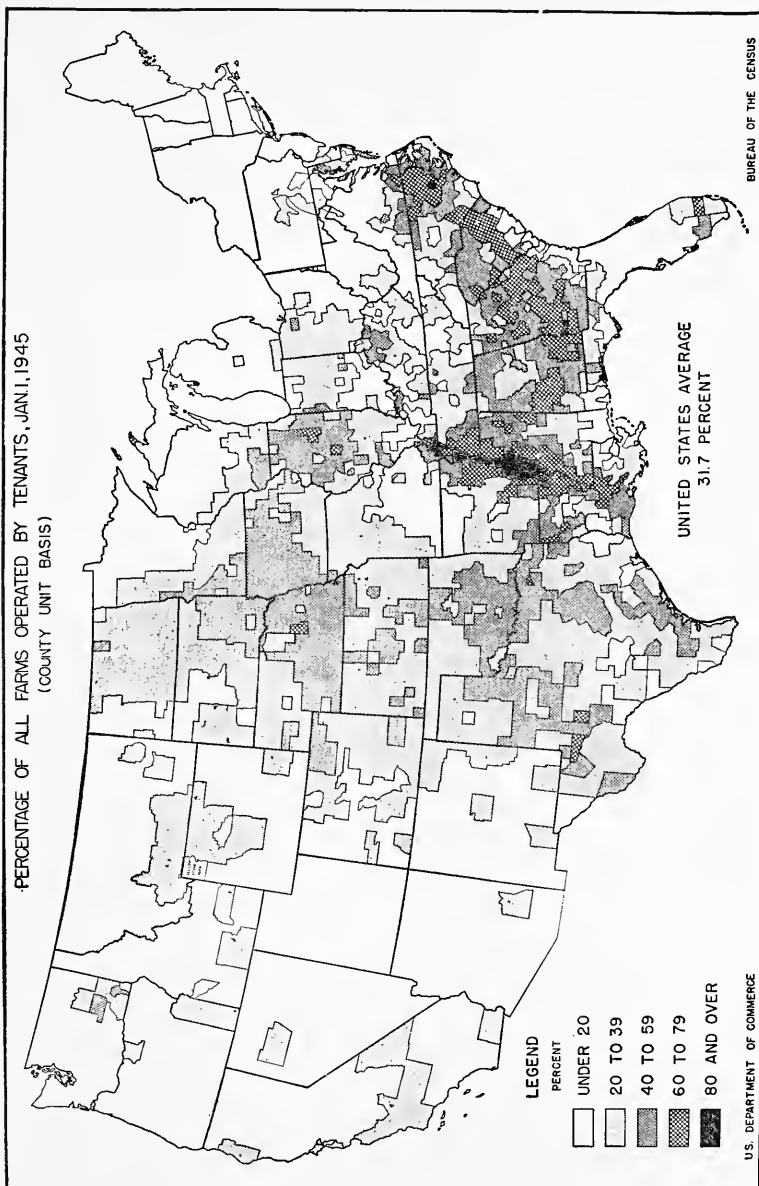 PERCENTAGE OF ALL FARMS OPERATED BY TENANTS, JAN. 1, 1945
(COUNTY UNIT BASIS)
UNITED STATES AVERAGE
31.7 PERCENT
LEGEND
PERCENT
UNDER 20
20 TO 39
40 TO 59
60 TO 79
80 AND OVER
U.S. DEPARTMENT OF COMMERCE
BUREAU OF THE CENSUS